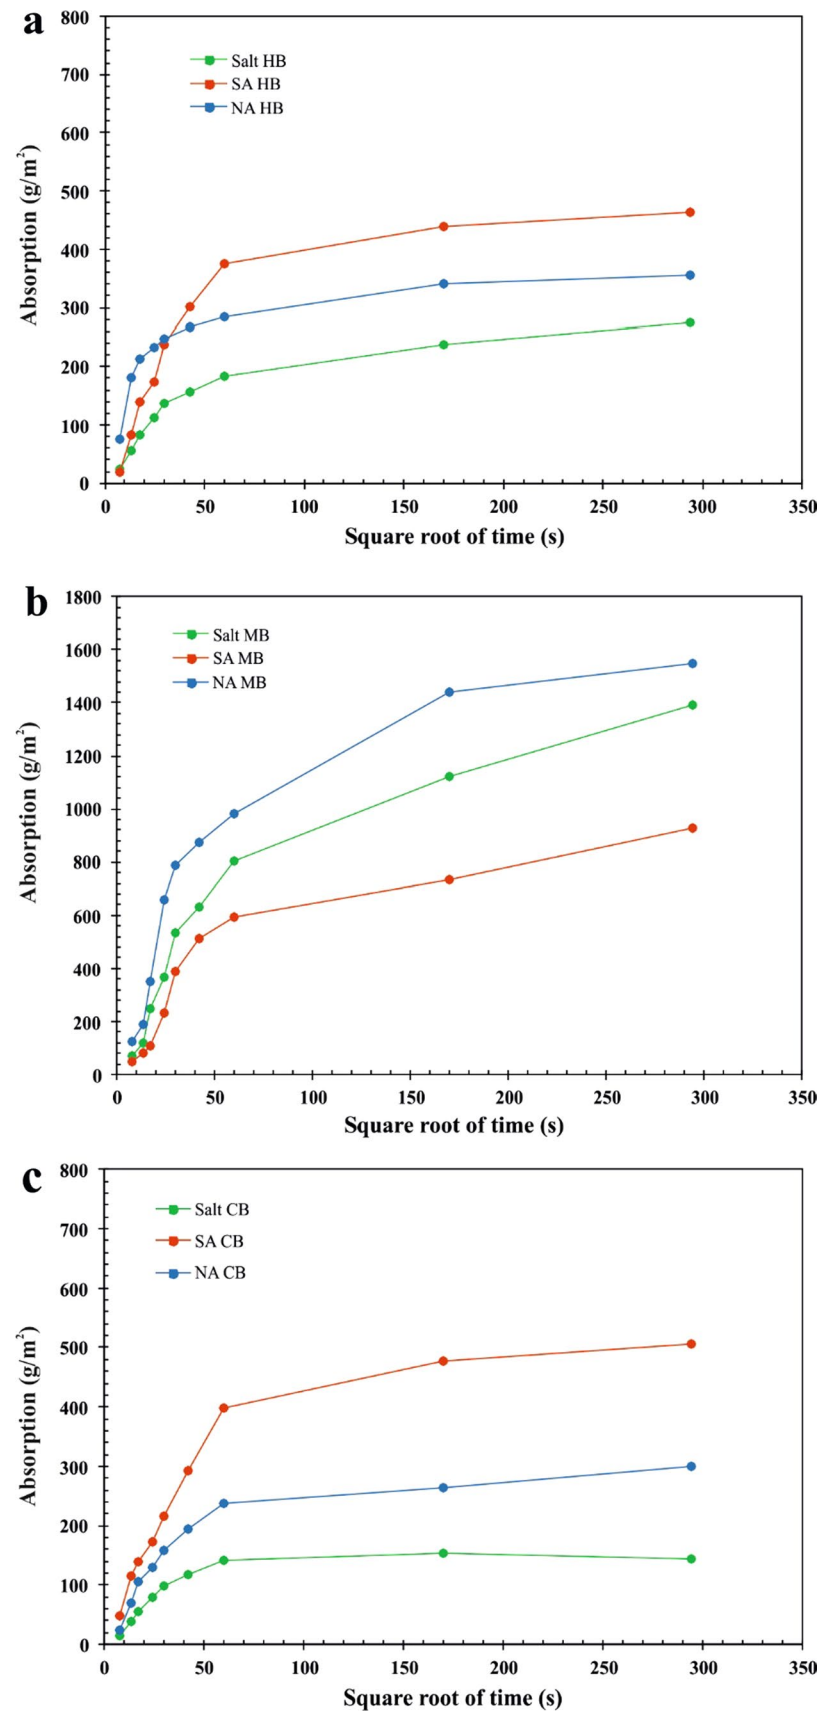 a
800
700
600
500
400
300
200
100
0
Salt HB
SA HB
NA HB
Absorption (g/m²)
0 50 100 150 200 250 300 350
Square root of time (s)
b
1800
1600
1400
1200
1000
800
600
400
200
0
Salt MB
SA MB
NA MB
Absorption (g/m²)
0 50 100 150 200 250 300 350
Square root of time (s)
c
800
700
600
500
400
300
200
100
0
Salt CB
SA CB
NA CB
Absorption (g/m²)
0 50 100 150 200 250 300 350
Square root of time (s)